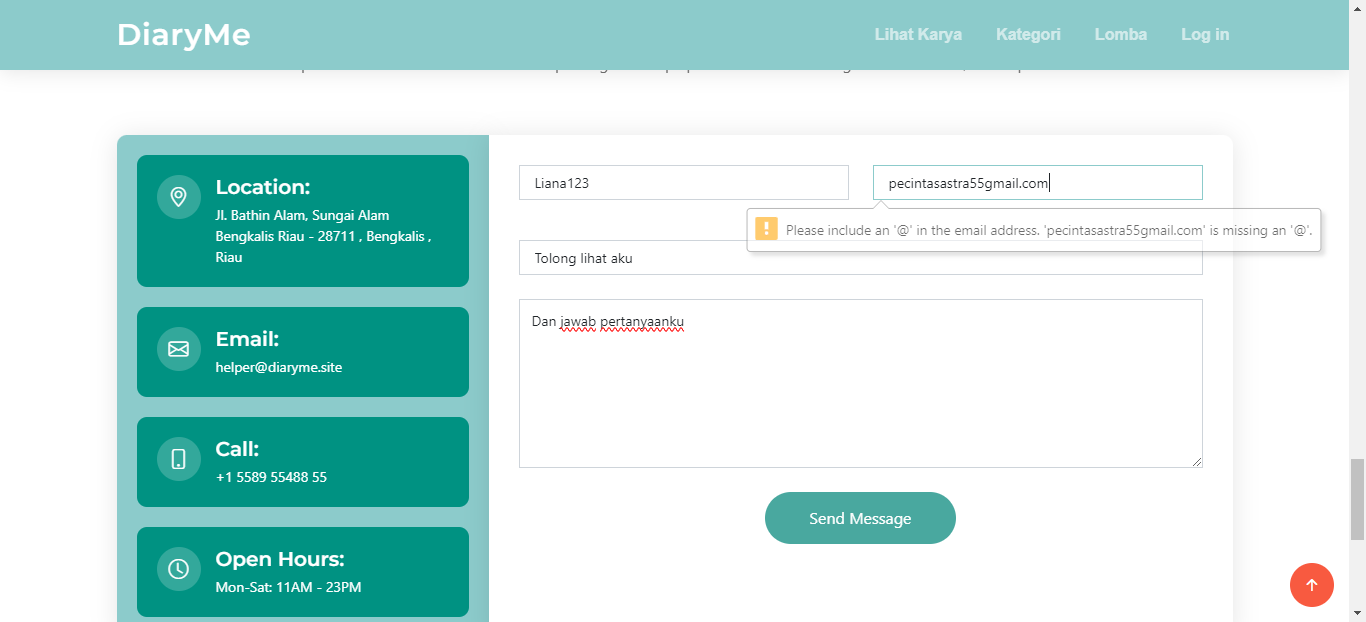 DiaryMe
Lihat Karya Kategori Lomba Log in
Location:
Jl. Bathin Alam, Sungai Alam
Bengkalis Riau - 28711 , Bengkalis ,
Riau
Email:
helper@diaryme.site
Call:
+1 5589 55488 55
Open Hours:
Mon-Sat: 11AM - 23PM
Liana123
pecintasastra55gmail.com
Please include an '@' in the email address. 'pecintasastra55gmail.com' is missing an '@'.
Tolong lihat aku
Dan jawab pertanyaanku
Send Message